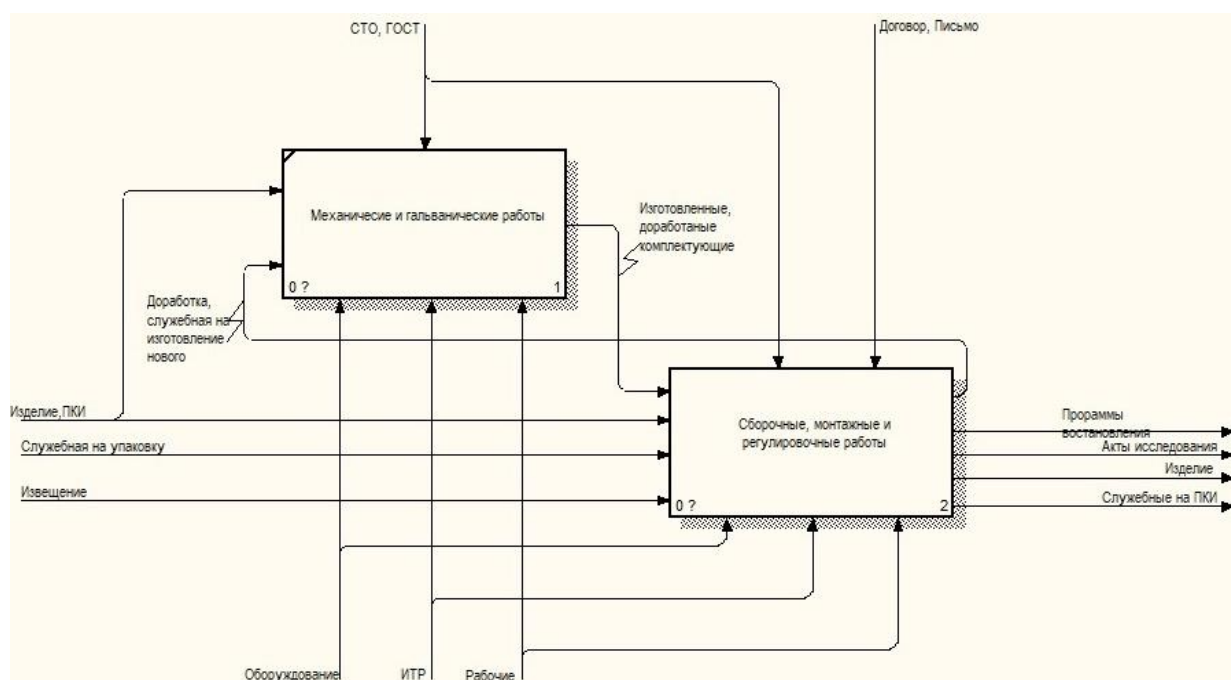 СТО, ГОСТ
Договор, Письмо
Механичесие и гальванические работы
0 ?
1
Изготовленные,
доработаные
комплектующие
Доработка,
служебная на
изготовление
нового
Изделие,ПКИ
Служебная на упаковку
Извещение
Сборочные, монтажные и
регулировочные работы
0 ?
2
Прораммы
востановления
Акты исследования
Изделие
Служебные на ПКИ
Оборуждование
ИТР
Рабочие